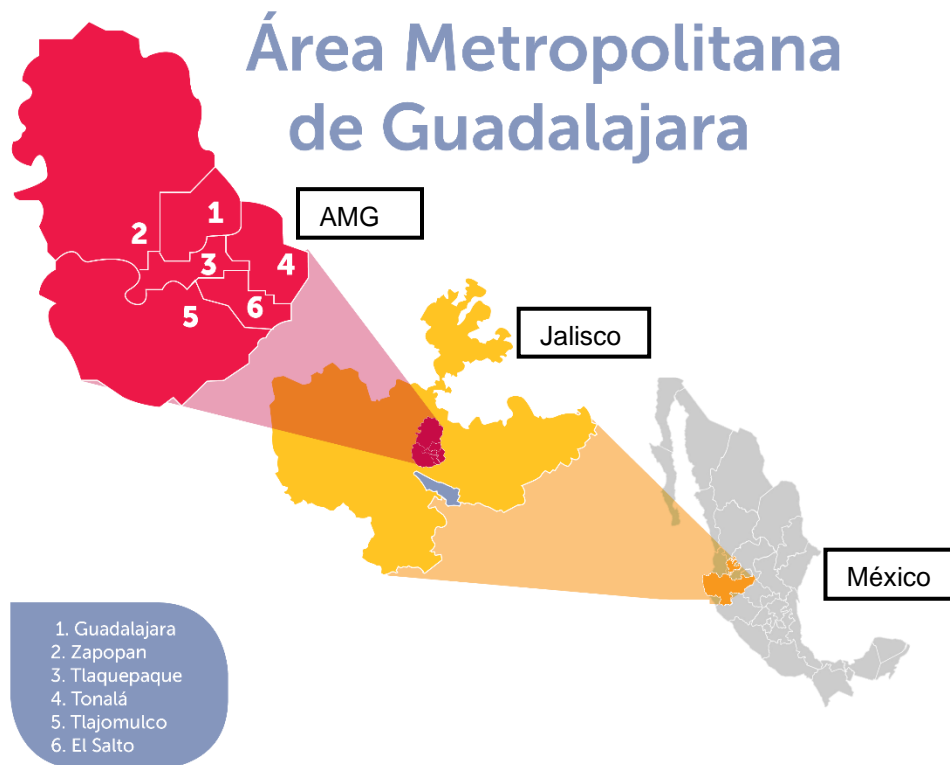 Área Metropolitana
de Guadalajara
AMG
1
2
3
4
5
6
Jalisco
México
1. Guadalajara
2. Zapopan
3. Tlaquepaque
4. Tonalá
5. Tlajomulco
6. El Salto